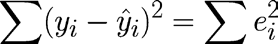 ∑(yᵢ − ŷᵢ)² = ∑ eᵢ²